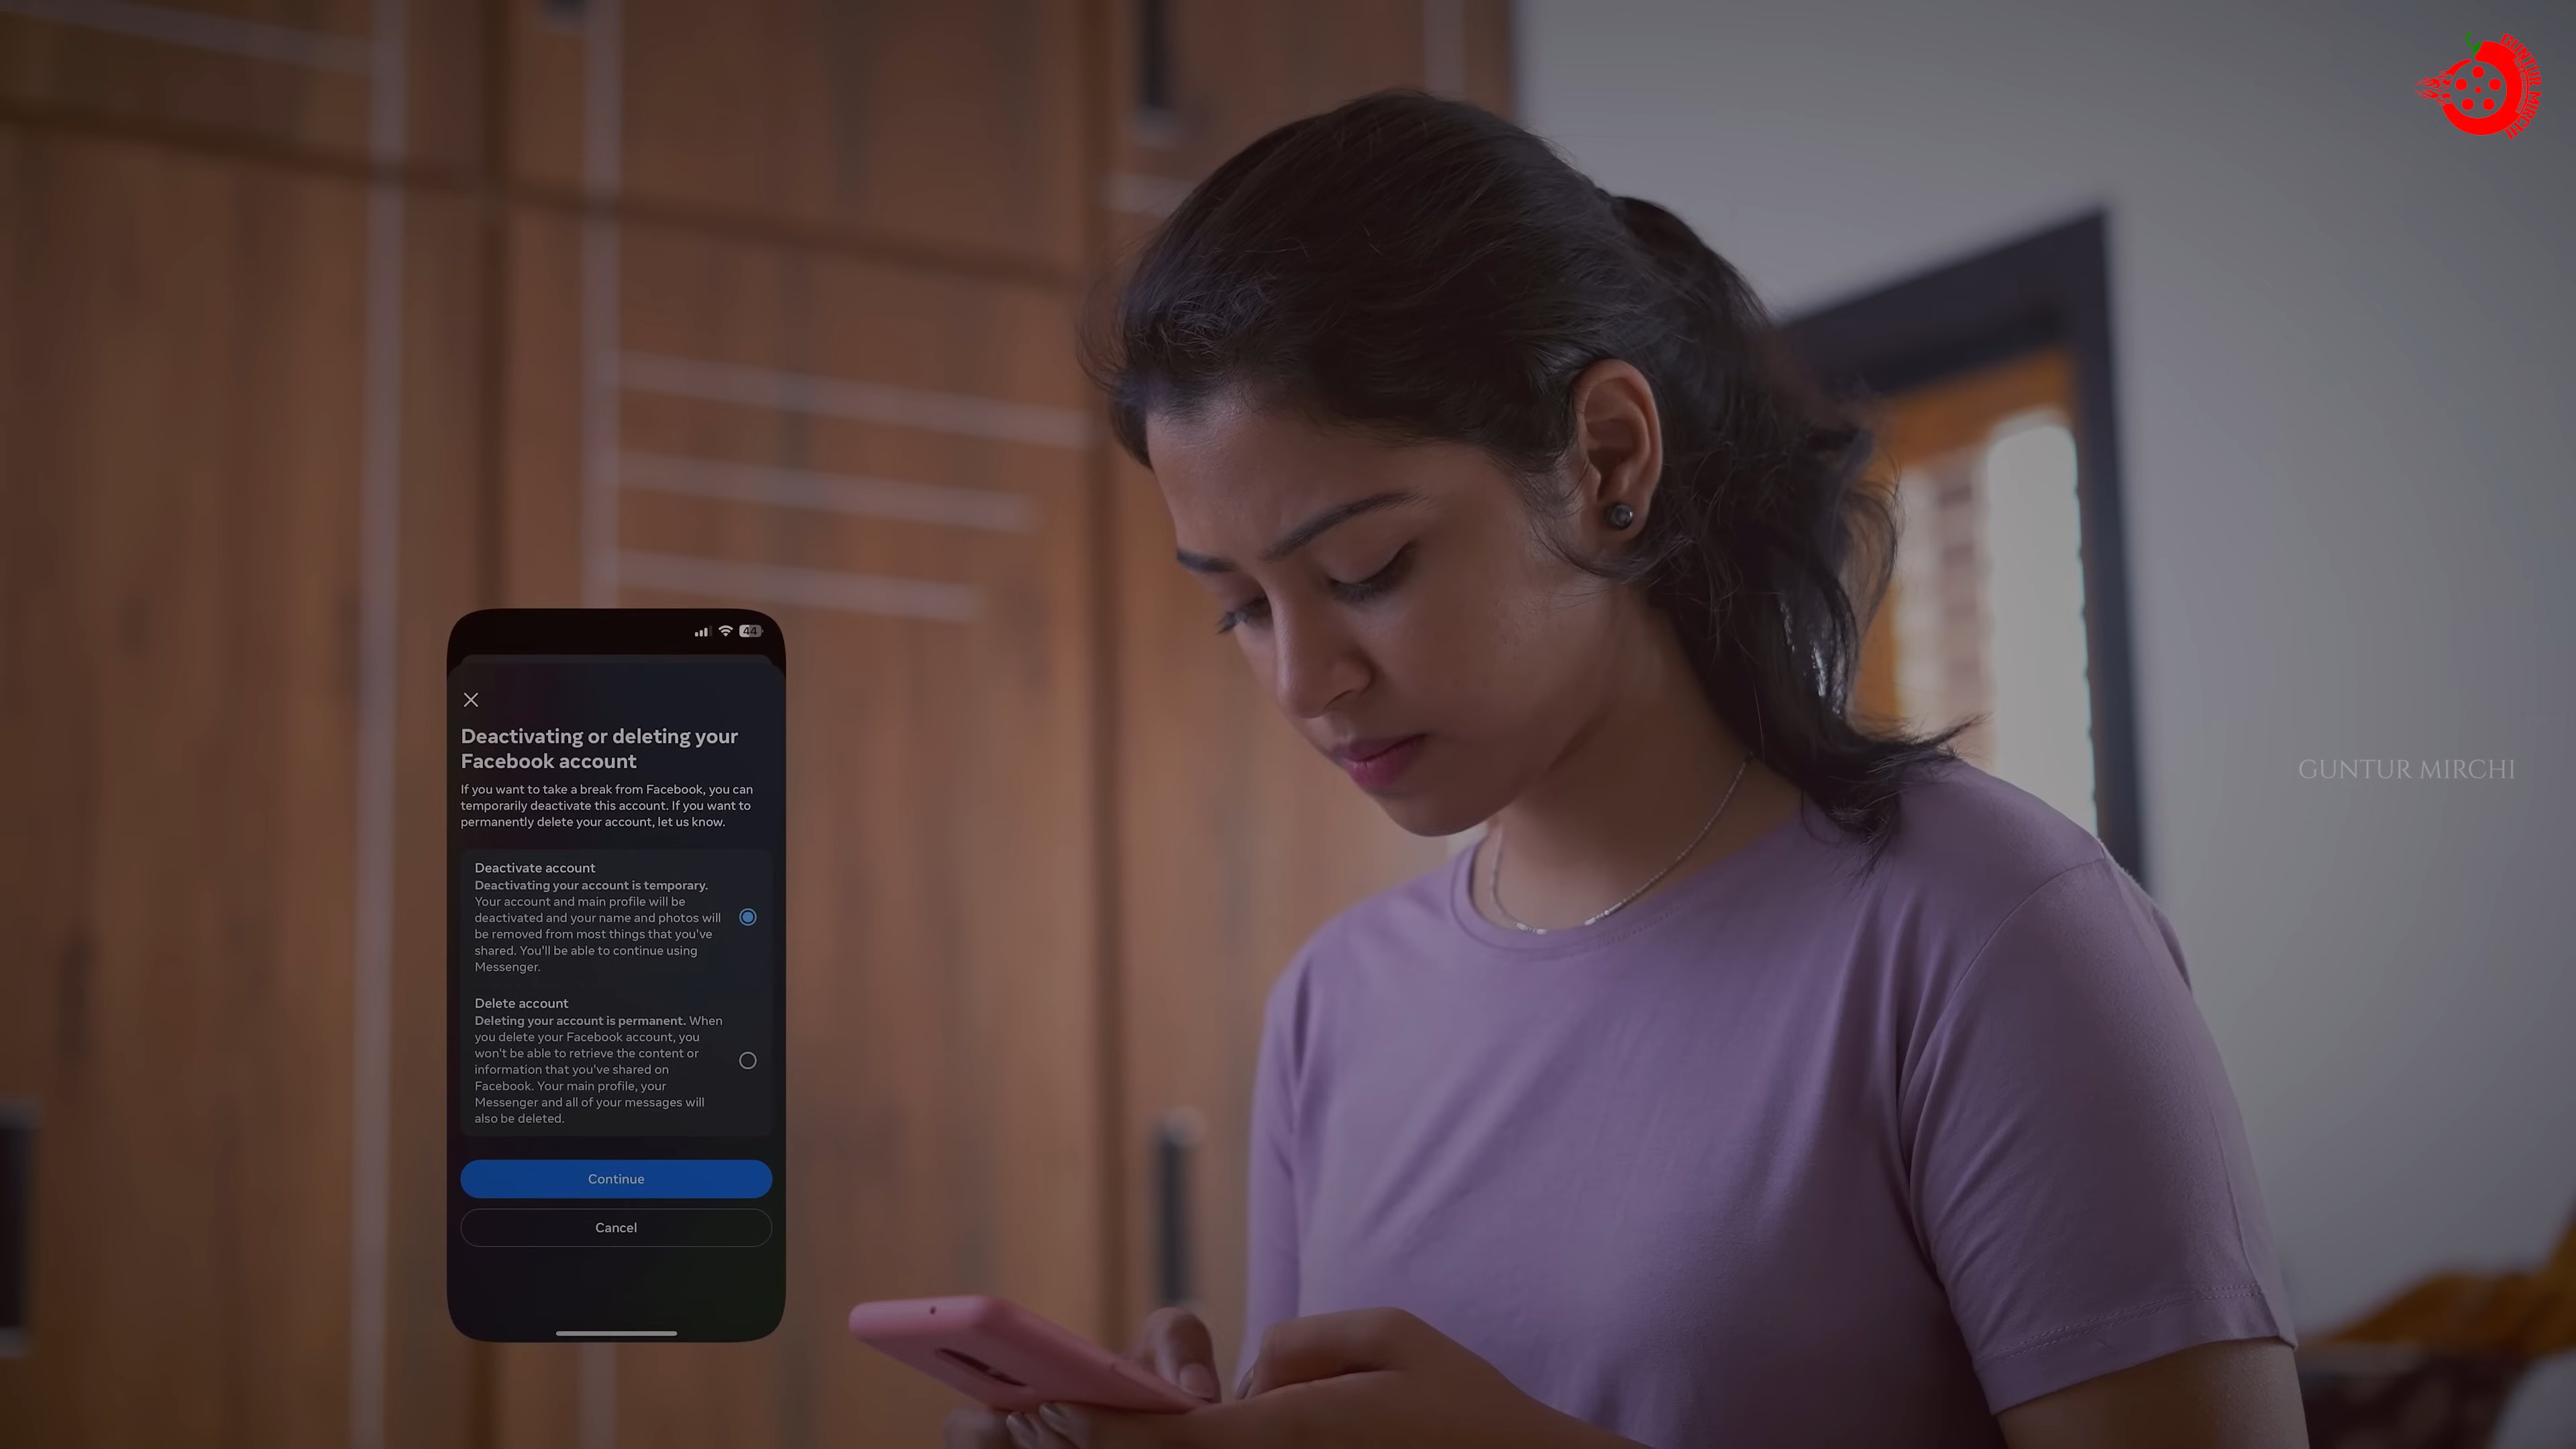 GUNTUR MIRCHI
44
Deactivating or deleting your
Facebook account
If you want to take a break from Facebook, you can
temporarily deactivate this account. If you want to
permanently delete your account, let us know.
Deactivate account
Deactivating your account is temporary.
Your account and main profile will be
deactivated and your name and photos will
be removed from most things that you've
shared. You'll be able to continue using
Messenger.
Delete account
Deleting your account is permanent. When
you delete your Facebook account, you
won't be able to retrieve the content or
information that you've shared on
Facebook. Your main profile, your
Messenger and all of your messages will
also be deleted.
Continue
Cancel
GUNTUR MIRCHI